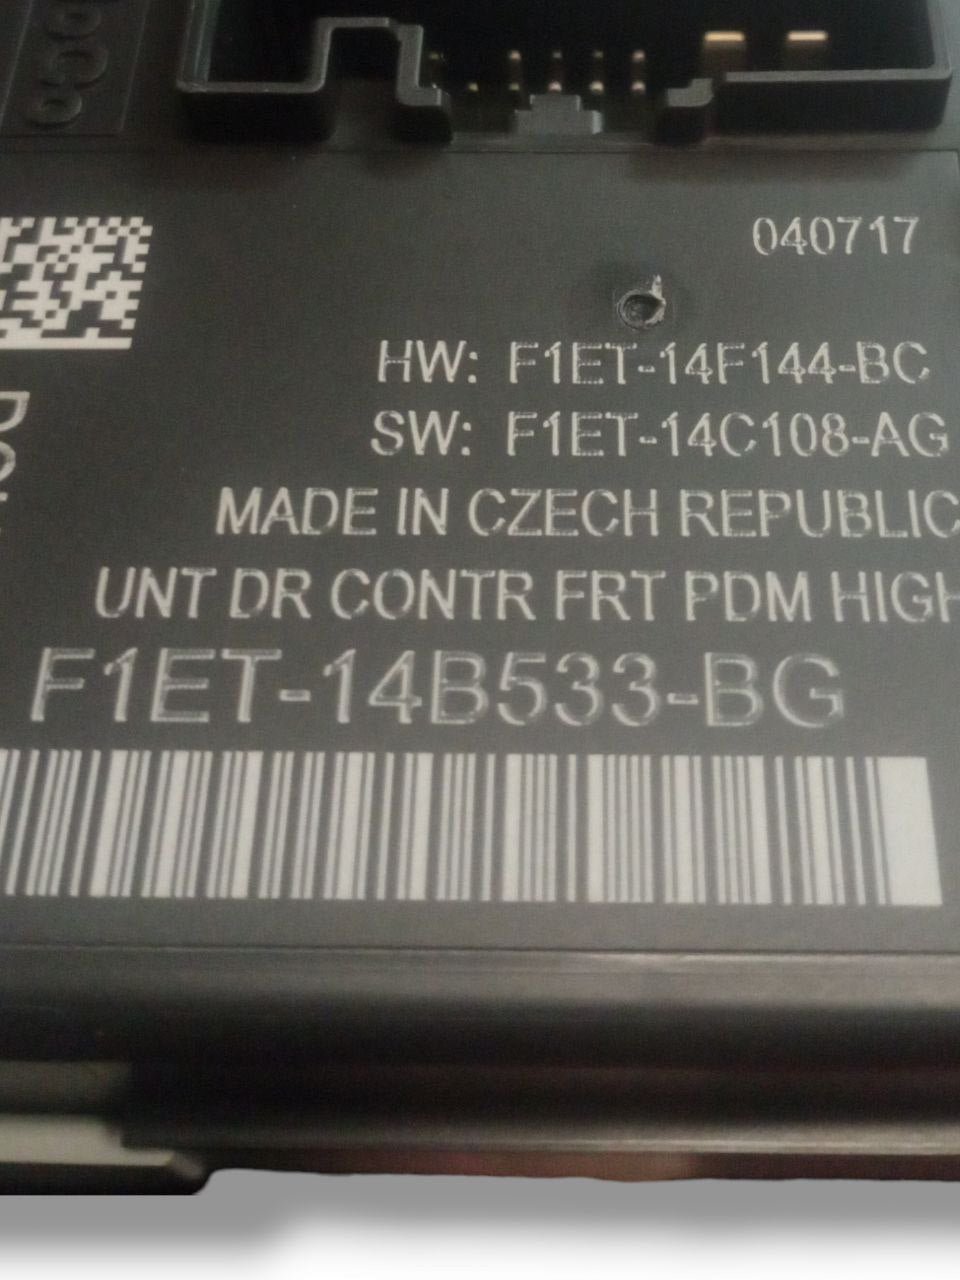 040717
HW: F1ET-14F144-BC
SW: F1ET-14C108-AG
MADE IN CZECH REPUBLIC
UNT DR CONTR FRT PDM HIGH
F1ET-14B533-BG